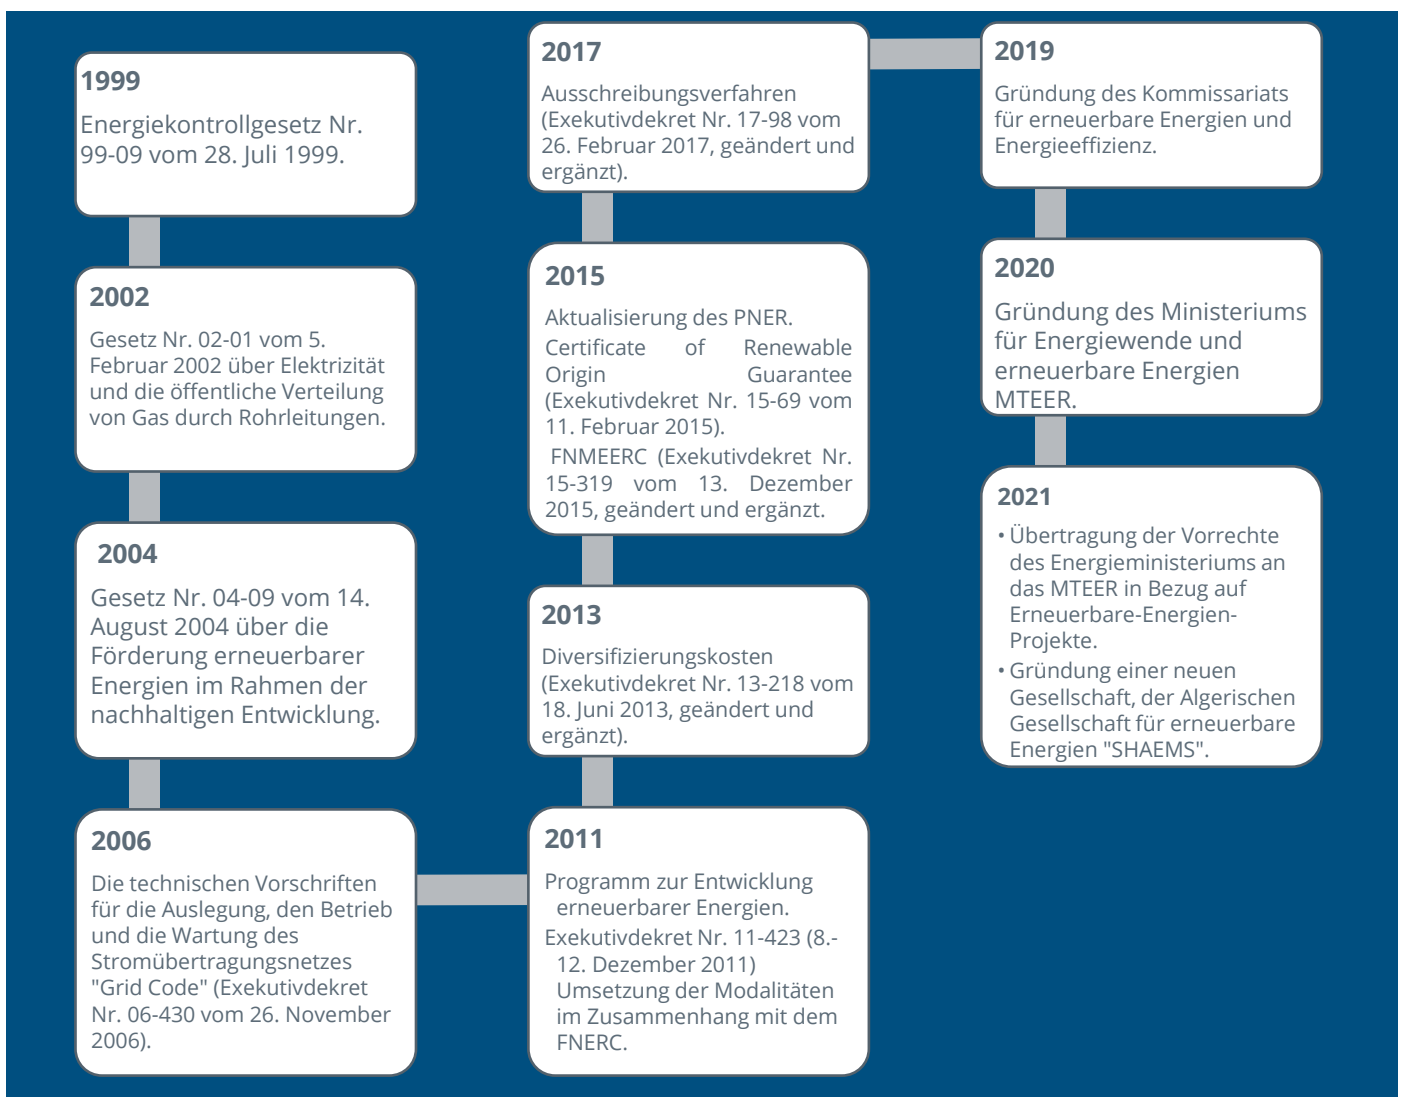 1999
Energiekontrollgesetz Nr.
99-09 vom 28. Juli 1999.
2002
Gesetz Nr. 02-01 vom 5.
Februar 2002 über Elektrizität
und die öffentliche Verteilung
von Gas durch Rohrleitungen.
2004
Gesetz Nr. 04-09 vom 14.
August 2004 über die
Förderung erneuerbarer
Energien im Rahmen der
nachhaltigen Entwicklung.
2006
Die technischen Vorschriften
für die Auslegung, den Betrieb
und die Wartung des
Stromübertragungsnetzes
"Grid Code" (Exekutivdekret
Nr. 06-430 vom 26. November
2006).
2011
Programm zur Entwicklung
erneuerbarer Energien.
Exekutivdekret Nr. 11-423 (8.-
12. Dezember 2011)
Umsetzung der Modalitäten
im Zusammenhang mit dem
FNERC.
2013
Diversifizierungskosten
(Exekutivdekret Nr. 13-218 vom
18. Juni 2013, geändert und
ergänzt).
2015
Aktualisierung des PNER.
Certificate of Renewable
Origin Guarantee
(Exekutivdekret Nr. 15-69 vom
11. Februar 2015).
FNMEERC (Exekutivdekret Nr.
15-319 vom 13. Dezember
2015, geändert und ergänzt.
2017
Ausschreibungsverfahren
(Exekutivdekret Nr. 17-98 vom
26. Februar 2017, geändert und
ergänzt).
2019
Gründung des Kommissariats
für erneuerbare Energien und
Energieeffizienz.
2020
Gründung des Ministeriums
für Energiewende und
erneuerbare Energien
MTEER.
2021
• Übertragung der Vorrechte
des Energieministeriums an
das MTEER in Bezug auf
Erneuerbare-Energien-
Projekte.
• Gründung einer neuen
Gesellschaft, der Algerischen
Gesellschaft für erneuerbare
Energien "SHAEMS".